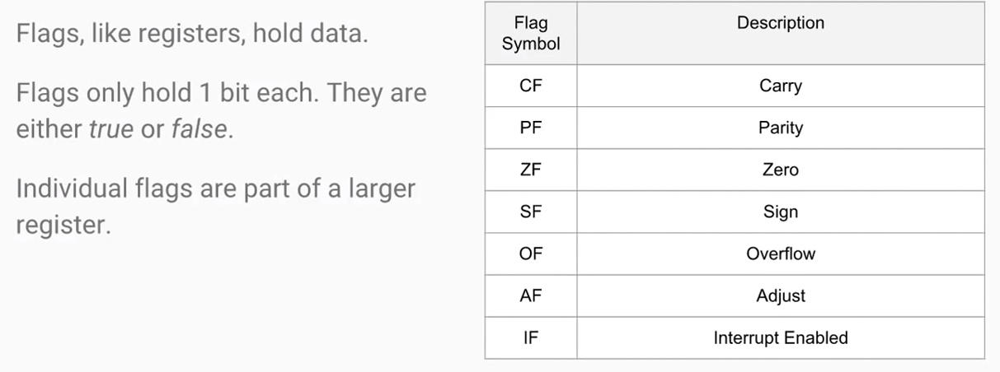 Flags, like registers, hold data.
Flags only hold 1 bit each. They are
either true or false.
Individual flags are part of a larger
register.
Flag
Symbol
Description
CF Carry
PF Parity
ZF Zero
SF Sign
OF Overflow
AF Adjust
IF Interrupt Enabled